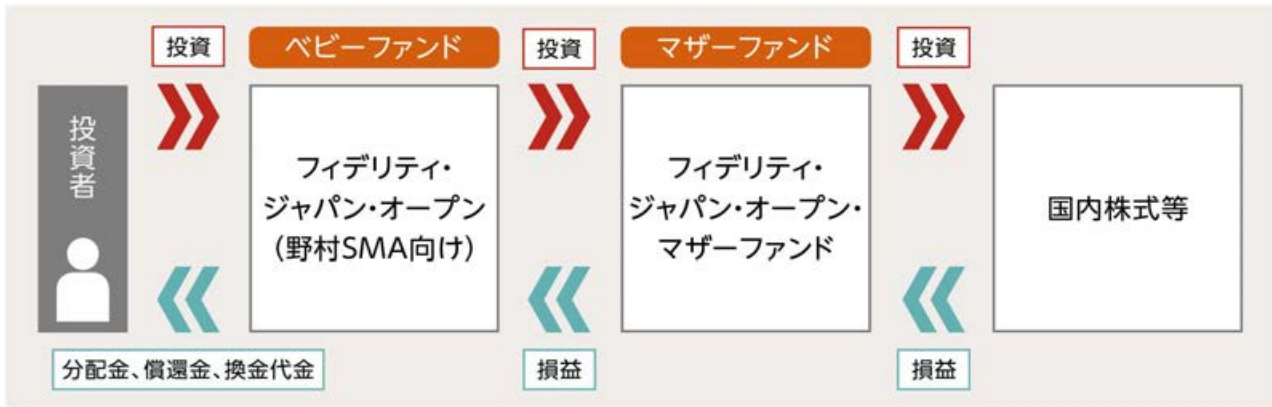 投資
ベビーファンド
投資
マザーファンド
投資
投資者
フィデリティ・
ジャパン・オープン
(野村SMA向け)
フィデリティ・
ジャパン・オープン・
マザーファンド
国内株式等
分配金、償還金、換金代金
損益
損益